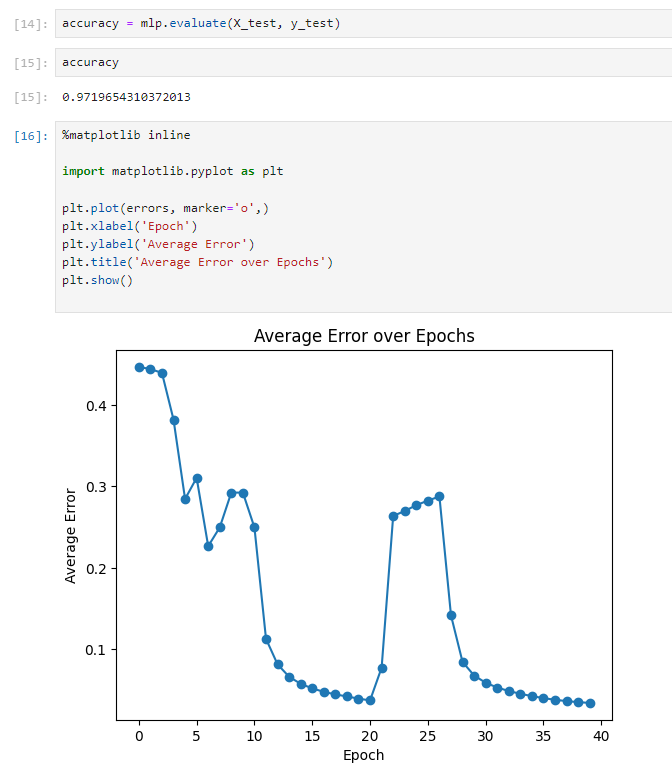 [14]: accuracy = mlp.evaluate(X_test, y_test)
[15]: accuracy
[15]: 0.9719654310372013
[16]: %matplotlib inline
import matplotlib.pyplot as plt
plt.plot(errors, marker='o',)
plt.xlabel('Epoch')
plt.ylabel('Average Error')
plt.title('Average Error over Epochs')
plt.show()
Average Error over Epochs
Average Error
0.4
0.3
0.2
0.1
0 5 10 15 20 25 30 35 40
Epoch